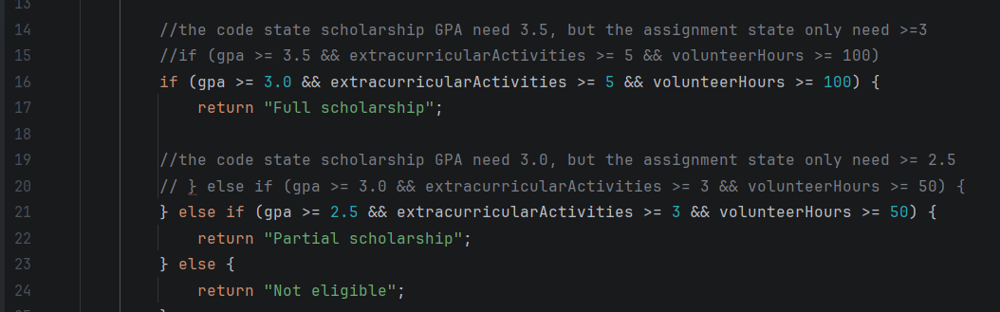 13
14 //the code state scholarship GPA need 3.5, but the assignment state only need >=3
15 //if (gpa >= 3.5 && extracurricularActivities >= 5 && volunteerHours >= 100)
16 if (gpa >= 3.0 && extracurricularActivities >= 5 && volunteerHours >= 100) {
17 return "Full scholarship";
18
19 //the code state scholarship GPA need 3.0, but the assignment state only need >= 2.5
20 // } else if (gpa >= 3.0 && extracurricularActivities >= 3 && volunteerHours >= 50) {
21 } else if (gpa >= 2.5 && extracurricularActivities >= 3 && volunteerHours >= 50) {
22 return "Partial scholarship";
23 } else {
24 return "Not eligible";
25 }